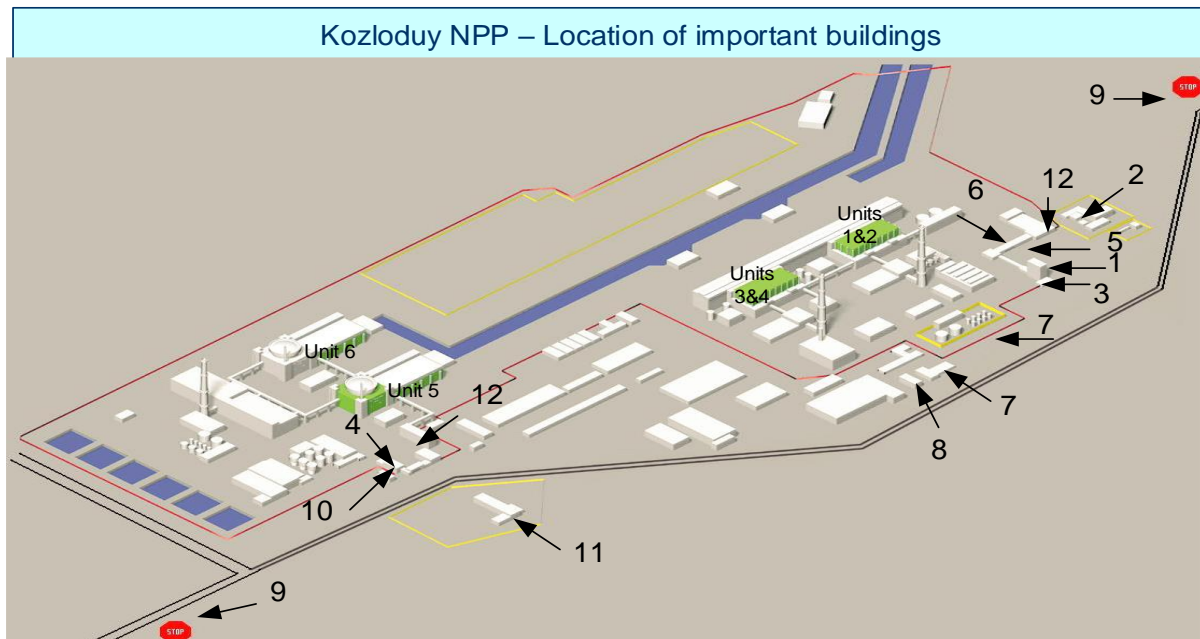 Kozloduy NPP – Location of important buildings
9
STOP
6
12
2
Units
1&2
5
1
Units
3&4
3
7
Unit 6
Unit 5
12
7
4
8
10
11
9
STOP